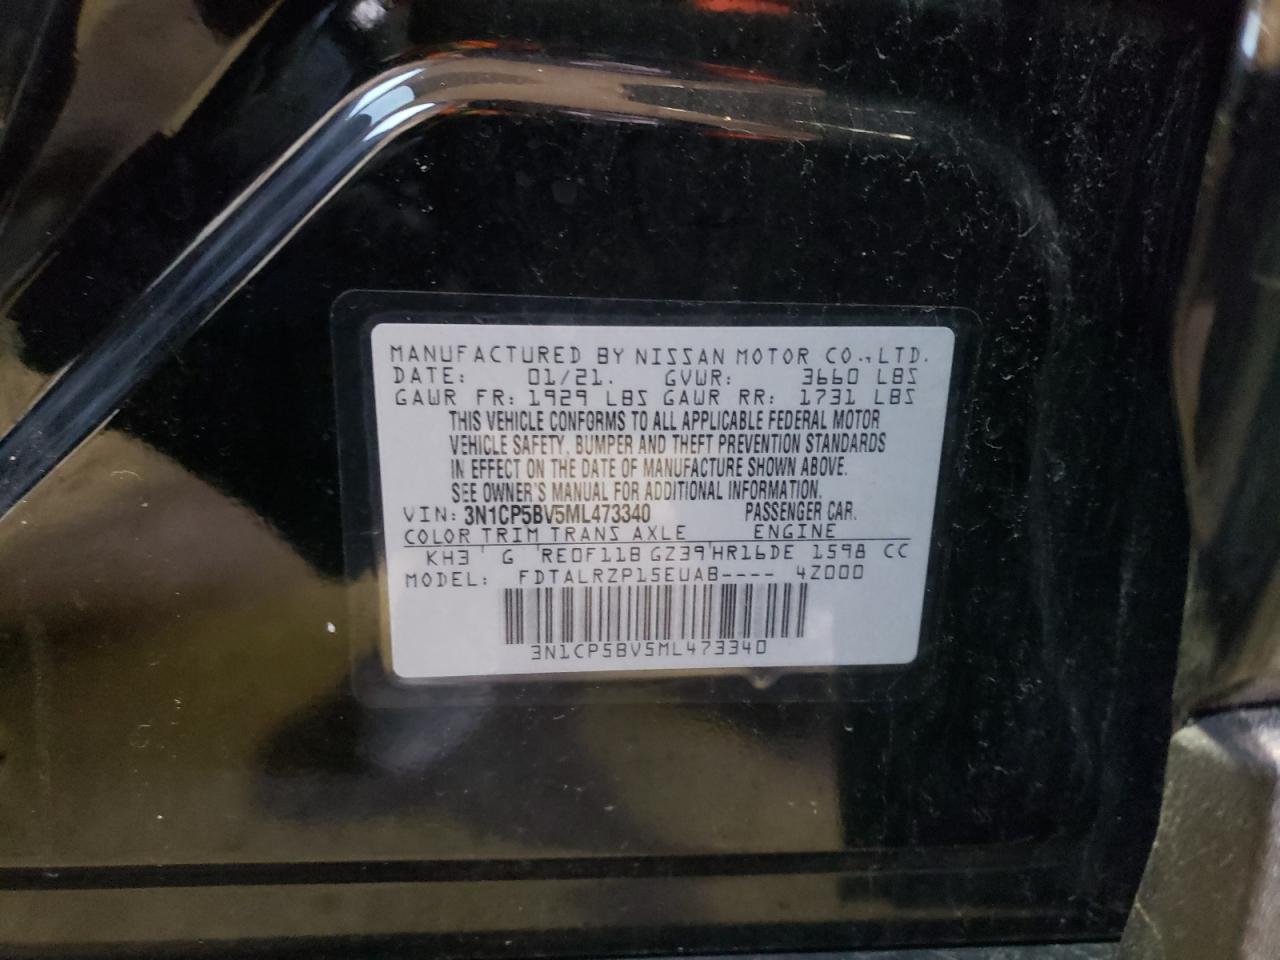 MANUFACTURED BY NISSAN MOTOR CO.,LTD.
DATE: 01/21. GVWR: 3660 LBS
GAWR FR: 1929 LBS GAWR RR: 1731 LBS
THIS VEHICLE CONFORMS TO ALL APPLICABLE FEDERAL MOTOR
VEHICLE SAFETY, BUMPER AND THEFT PREVENTION STANDARDS
IN EFFECT ON THE DATE OF MANUFACTURE SHOWN ABOVE.
SEE OWNER'S MANUAL FOR ADDITIONAL INFORMATION.
VIN: 3N1CP5BV5ML473340 PASSENGER CAR.
COLOR TRIM TRANS AXLE ENGINE
KH3 ' G 'RE0F11B GZ39'HR16DE 1598 CC
MODEL: FDTALRZP15EUAB---- 4Z000
3N1CP5BV5ML473340